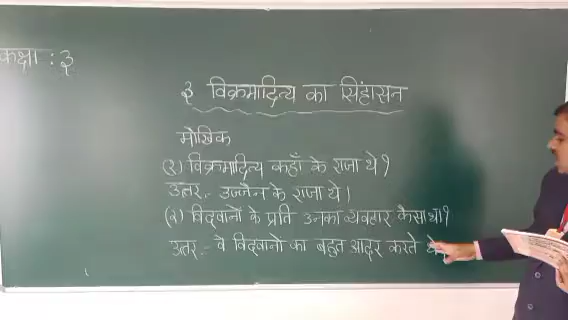 कक्षा : ३
३ विक्रमादित्य का सिंहासन
मौखिक
(१) विक्रमादित्य कहाँ के राजा थे ?
उत्तर:- उज्जैन के राजा थे।
(२) विद्वानों के प्रति उनका व्यवहार कैसा था ?
उत्तर:- वे विद्वानों का बहुत आदर करते थे